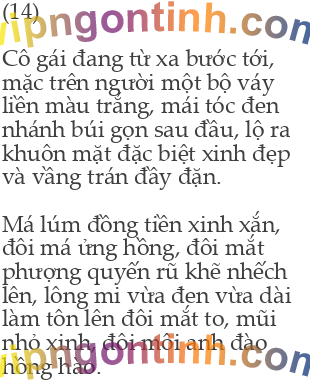 (14)
vipngontinh.com
Cô gái đang từ xa bước tới,
mặc trên người một bộ váy
liền màu trắng, mái tóc đen
nhánh búi gọn sau đầu, lộ ra
khuôn mặt đặc biệt xinh đẹp
và vầng trán đầy đặn.
Má lúm đồng tiền xinh xắn,
đôi má ửng hồng, đôi mắt
phượng quyến rũ khẽ nhếch
lên, lông mi vừa đen vừa dài
làm tôn lên đôi mắt to, mũi
nhỏ xinh, đôi môi anh đào
hồng hào.
vipngontinh.com